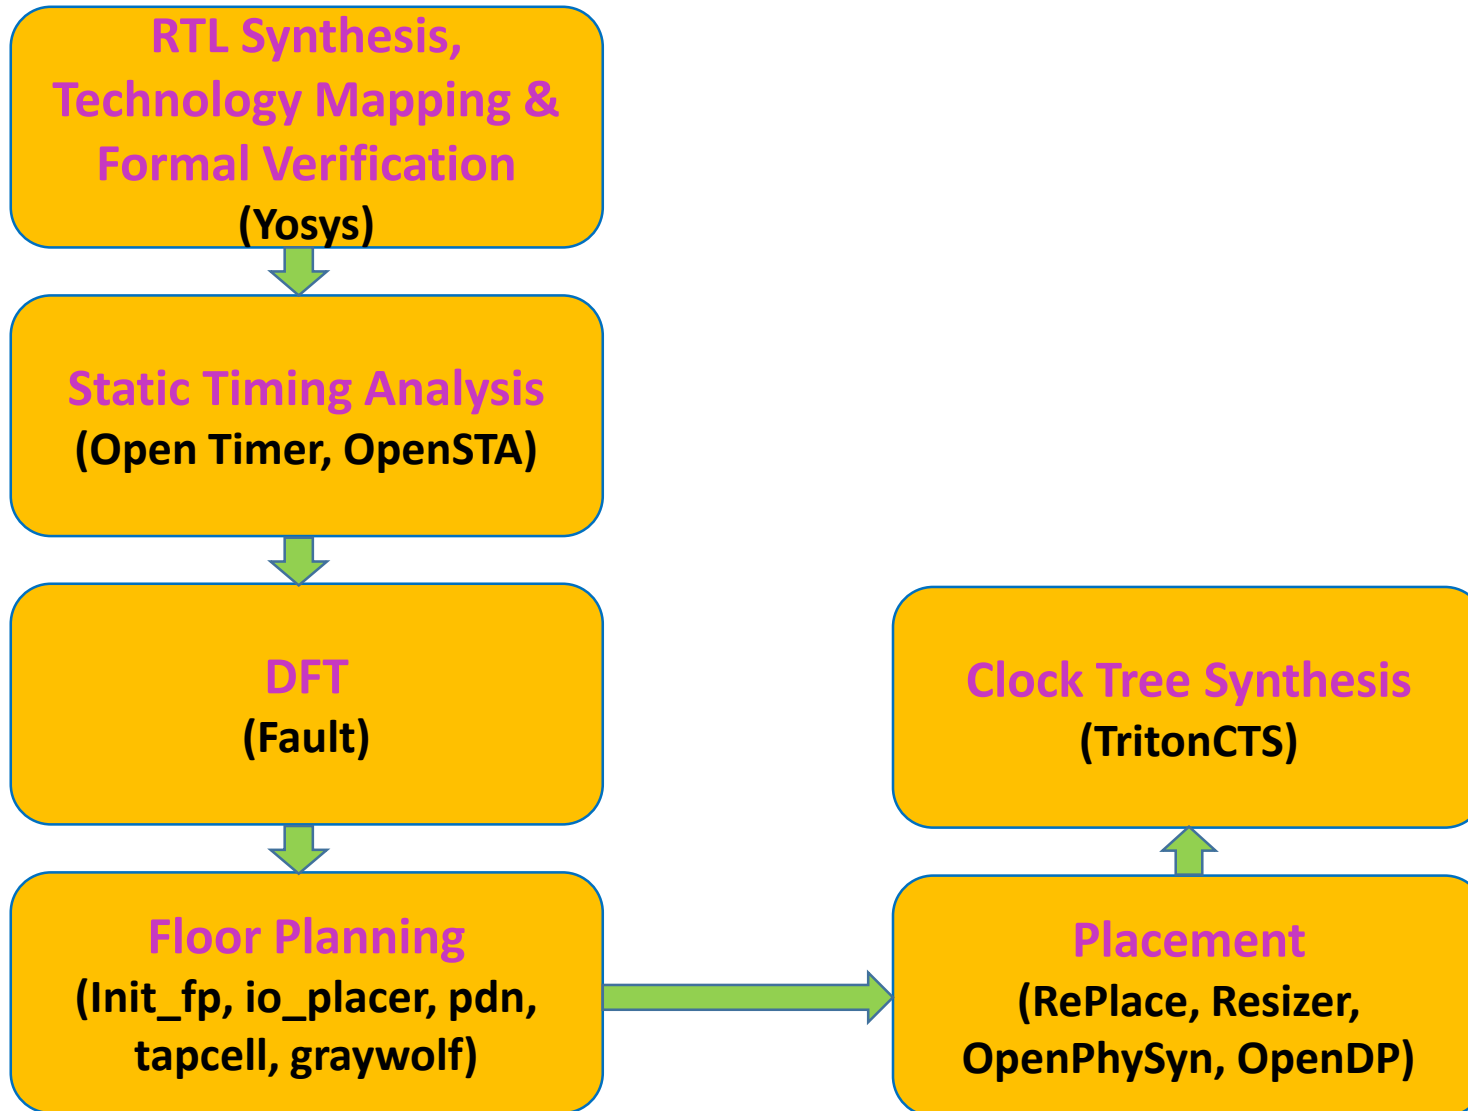 RTL Synthesis,
Technology Mapping &
Formal Verification
(Yosys)
Static Timing Analysis
(Open Timer, OpenSTA)
DFT
(Fault)
Floor Planning
(Init_fp, io_placer, pdn,
tapcell, graywolf)
Placement
(RePlace, Resizer,
OpenPhySyn, OpenDP)
Clock Tree Synthesis
(TritonCTS)